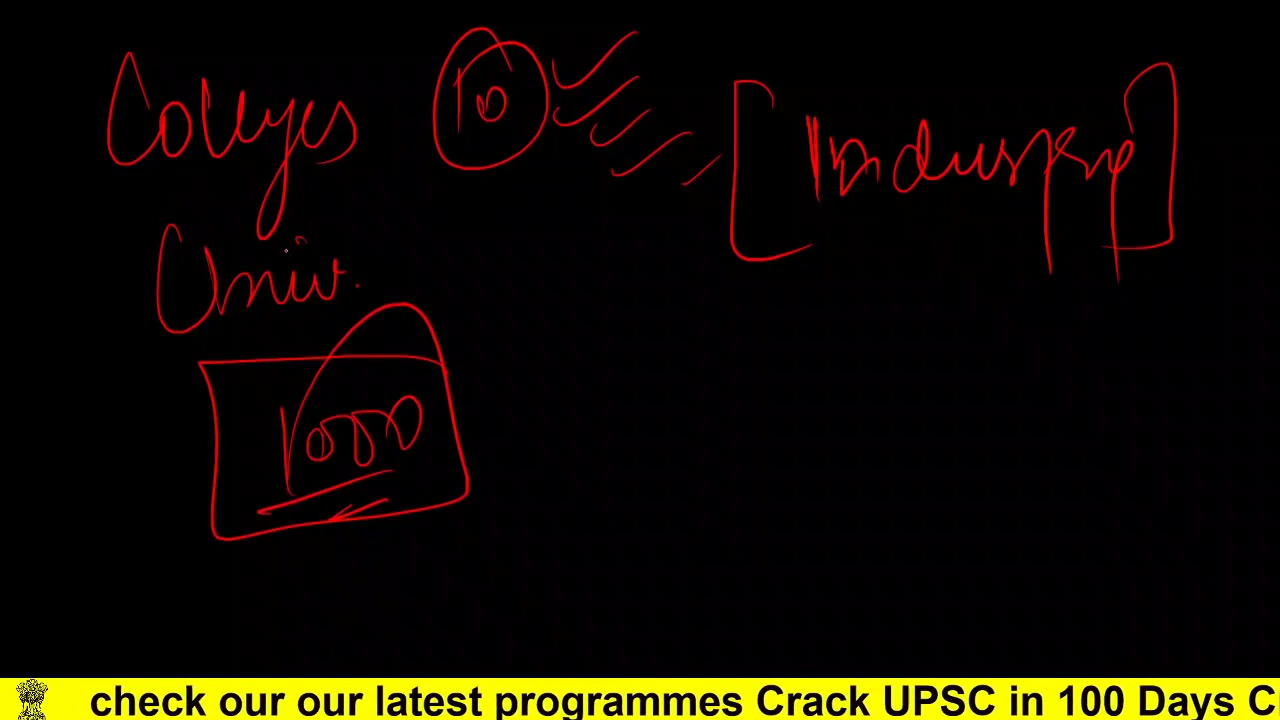 Colleges 10 [Industry]
Univ.
1000
check our our latest programmes Crack UPSC in 100 Days C